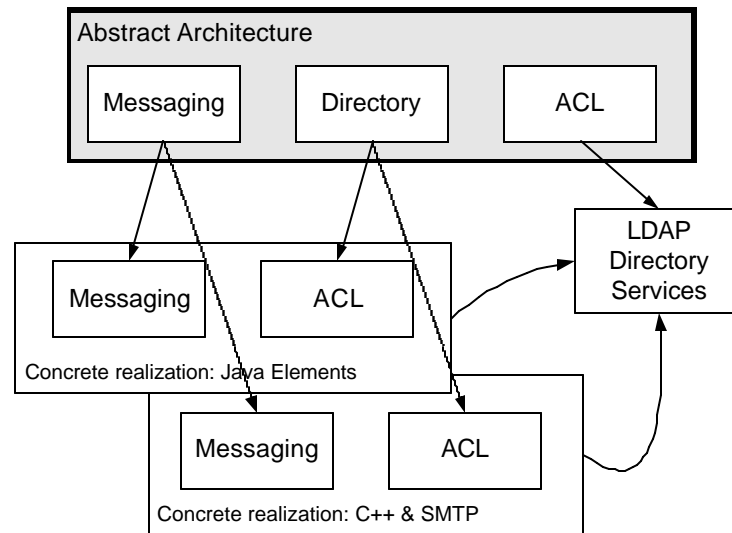 Abstract Architecture
Messaging
Directory
ACL
LDAP
Directory
Services
Messaging
ACL
Concrete realization: Java Elements
Messaging
ACL
Concrete realization: C++ & SMTP